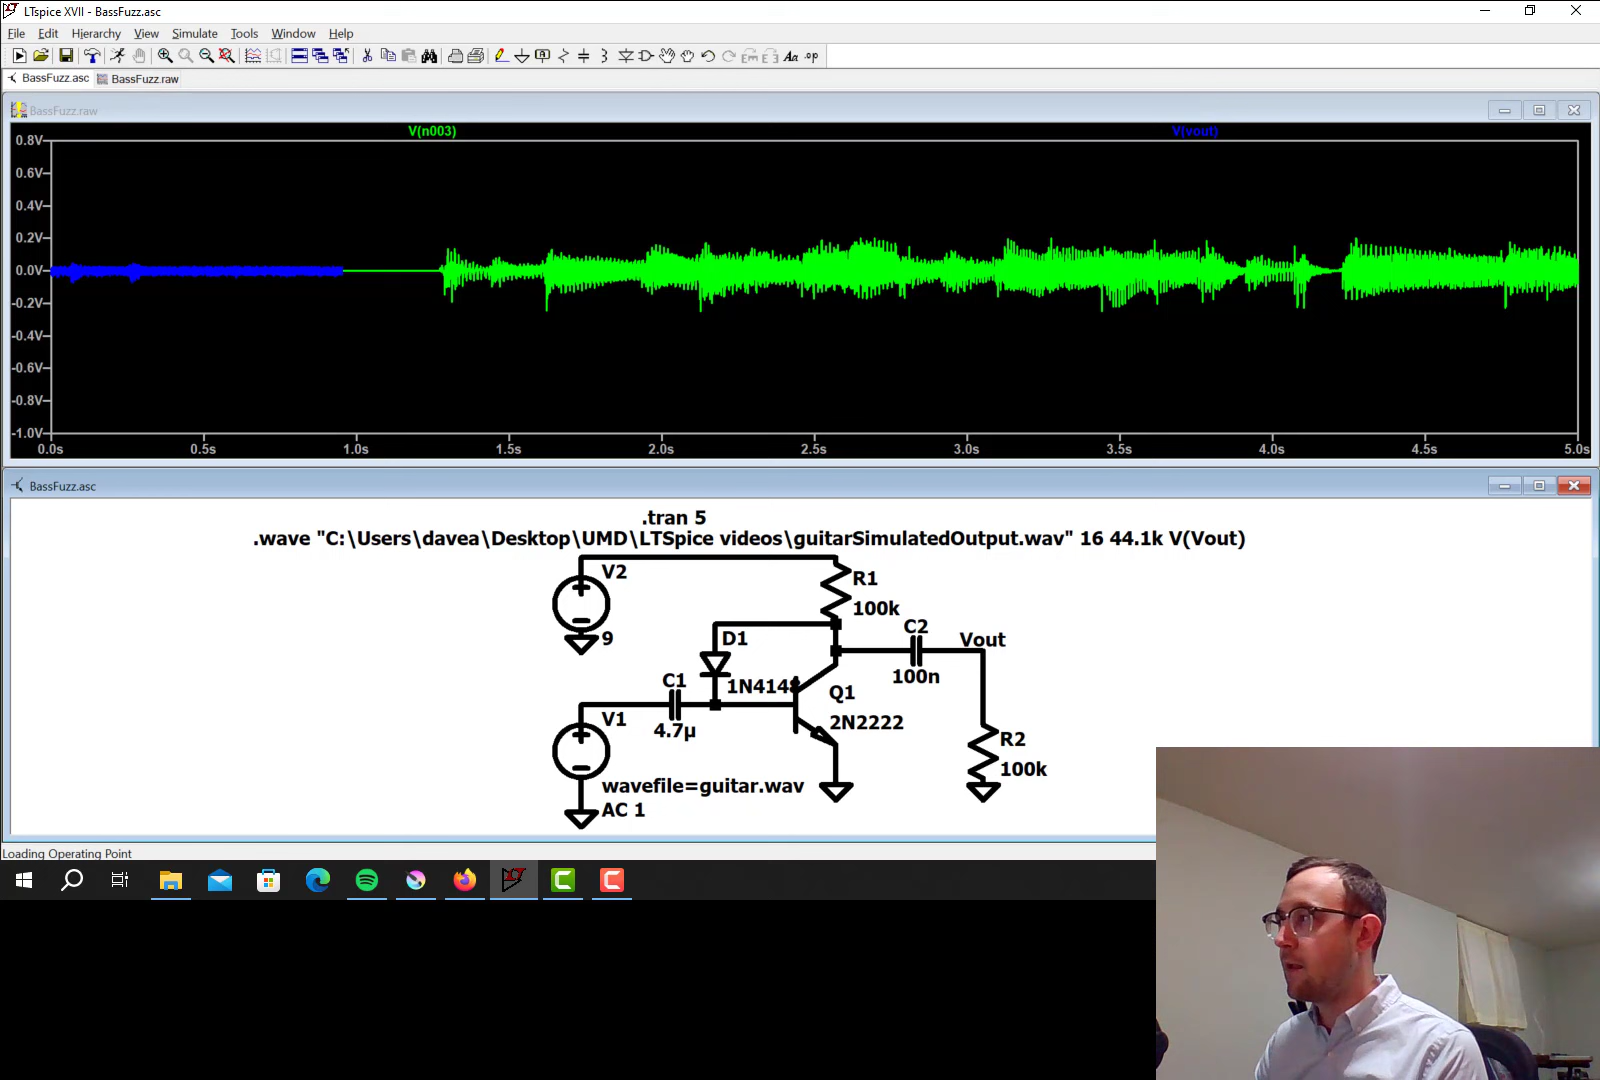 LTspice XVII - BassFuzz.asc
File Edit Hierarchy View Simulate Tools Window Help
BassFuzz.asc BassFuzz.raw
BassFuzz.raw
V(n003) V(vout)
0.8V
0.6V
0.4V
0.2V
0.0V
-0.2V
-0.4V
-0.6V
-0.8V
-1.0V
0.0s 0.5s 1.0s 1.5s 2.0s 2.5s 3.0s 3.5s 4.0s 4.5s 5.0s
BassFuzz.asc
.tran 5
.wave "C:\Users\davea\Desktop\UMD\LTSpice videos\guitarSimulatedOutput.wav" 16 44.1k V(Vout)
V2
9
R1
100k
D1
1N4148
C2
100n
Vout
C1
4.7µ
Q1
2N2222
V1
wavefile=guitar.wav
AC 1
R2
100k
Loading Operating Point